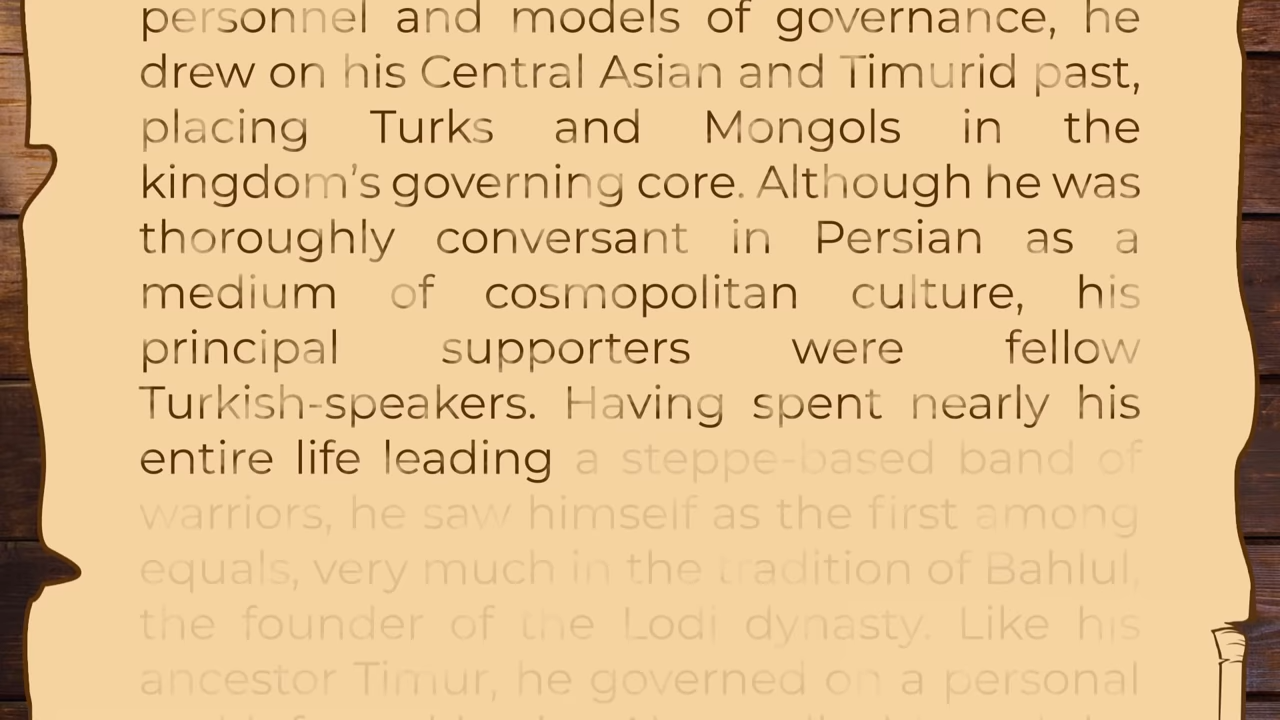 personnel and models of governance, he
drew on his Central Asian and Timurid past,
placing Turks and Mongols in the
kingdom’s governing core. Although he was
thoroughly conversant in Persian as a
medium of cosmopolitan culture, his
principal supporters were fellow
Turkish-speakers. Having spent nearly his
entire life leading a steppe-based band of
warriors, he saw himself as the first among
equals, very much in the tradition of Bahlul,
the founder of the Lodi dynasty. Like his
ancestor Timur, he governed on a personal